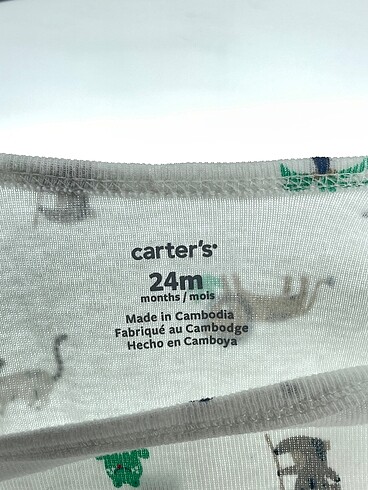 carter's
24m
months / mois
Made in Cambodia
Fabriqué au Cambodge
Hecho en Camboya